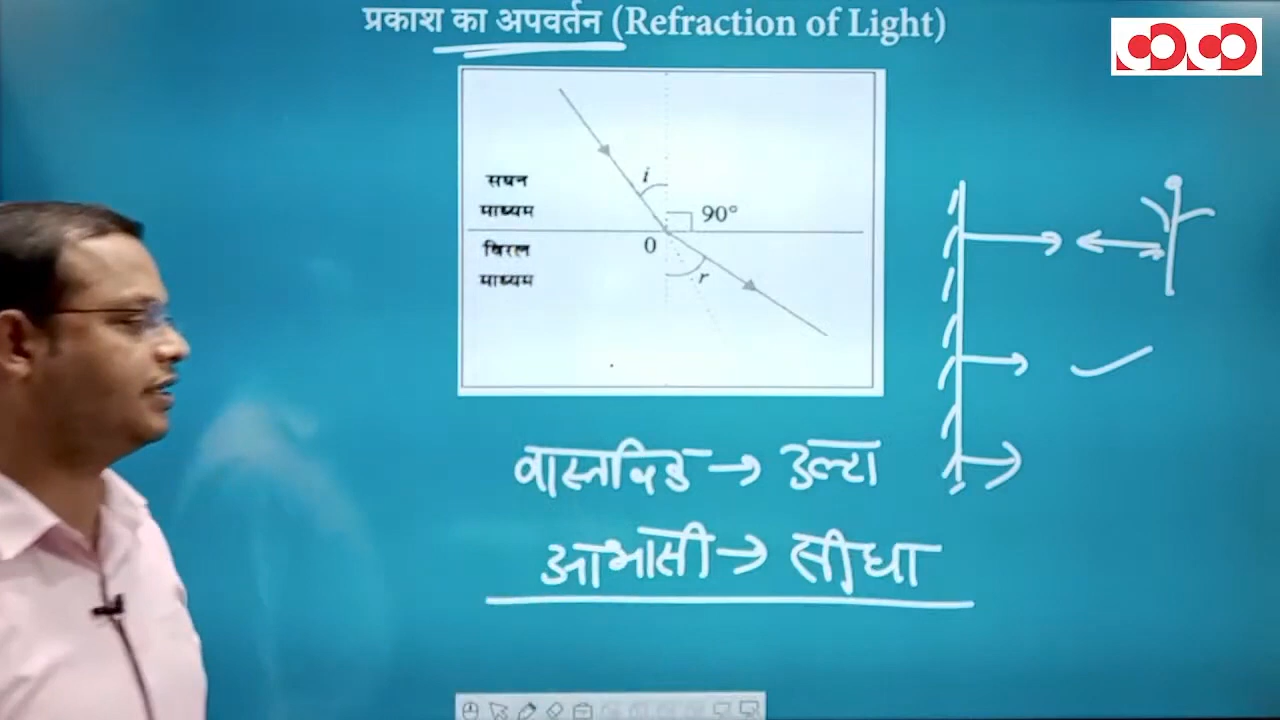 प्रकाश का अपवर्तन (Refraction of Light)
सघन
माध्यम
विरल
माध्यम
i
90°
0
r
वास्तविक → उल्टा
आभासी → सीधा